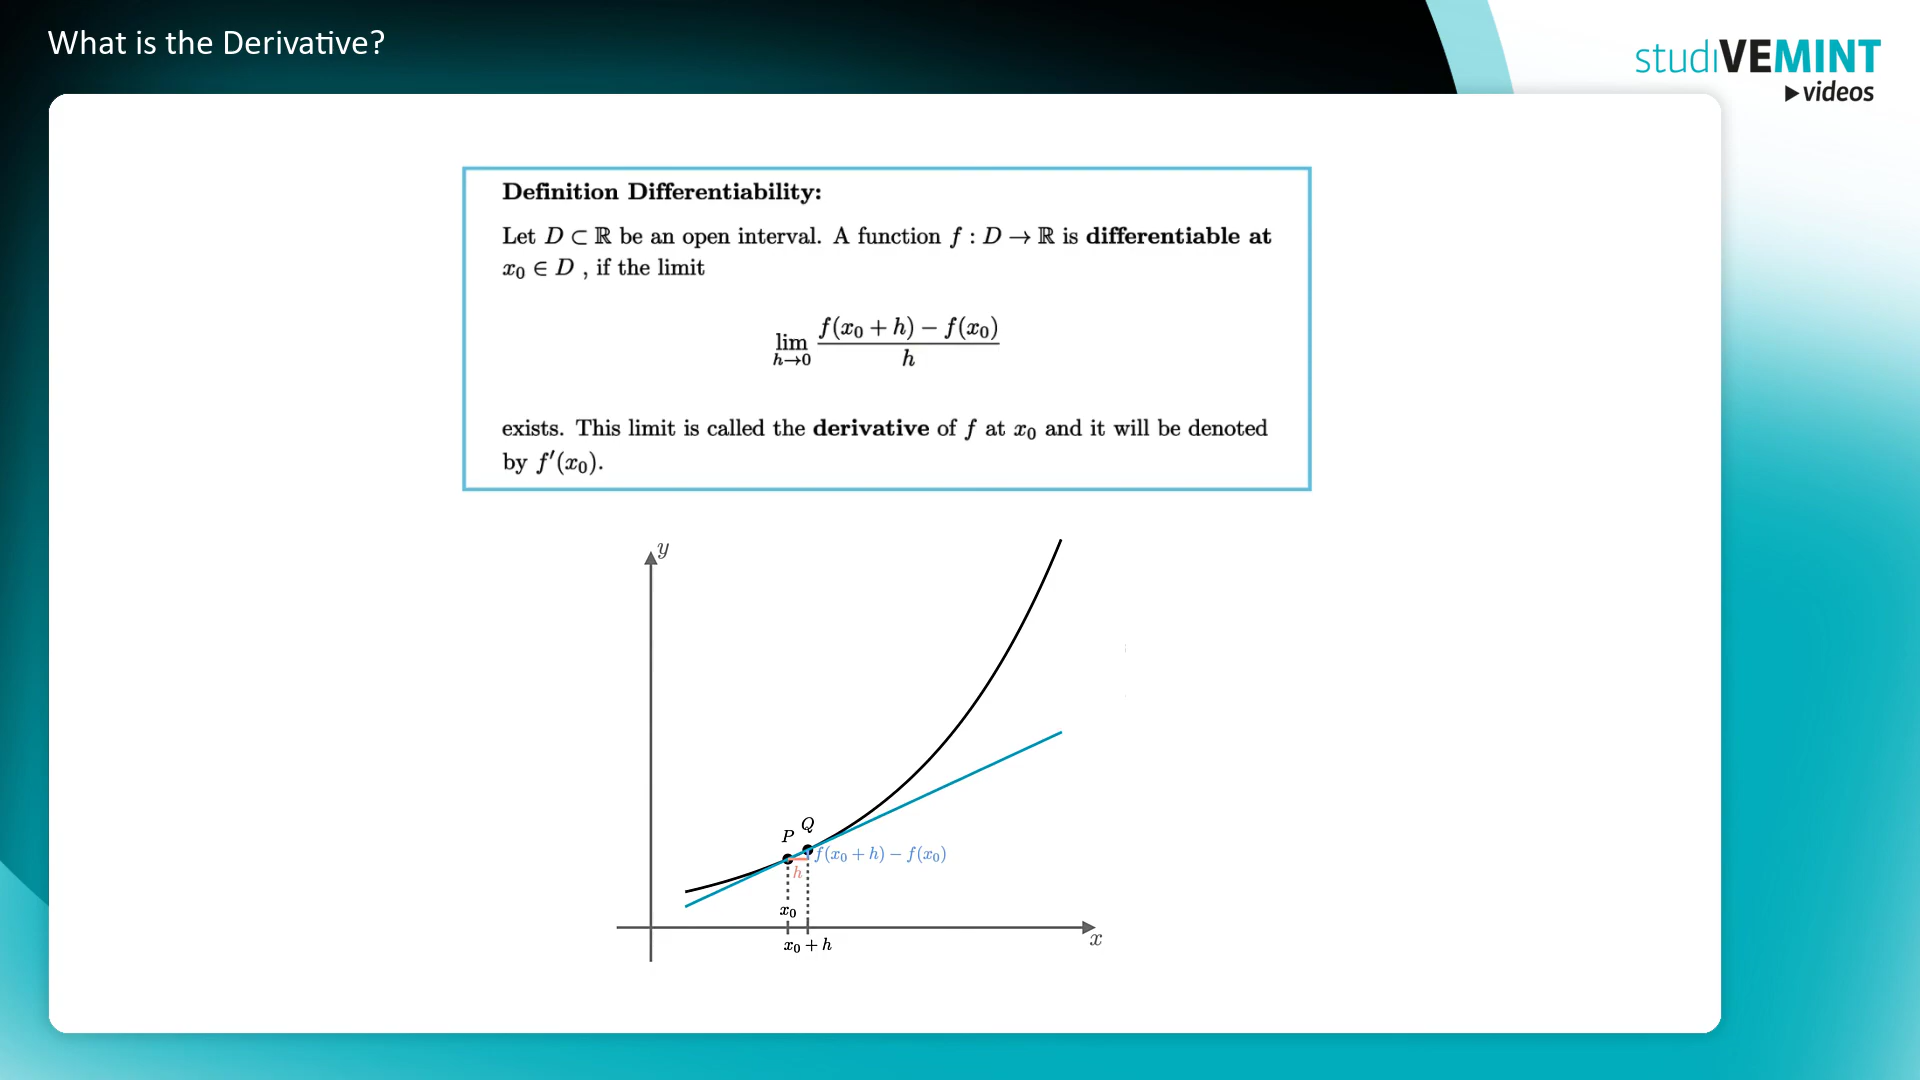 What is the Derivative?
studiVEMINT
▶videos
Definition Differentiability:
Let D ⊂ ℝ be an open interval. A function f : D → ℝ is differentiable at
x₀ ∈ D , if the limit
lim h→0 f(x₀ + h) − f(x₀) / h
exists. This limit is called the derivative of f at x₀ and it will be denoted
by f′(x₀).
y
Q
P
f(x₀ + h) − f(x₀)
h
x₀
x
x₀ + h